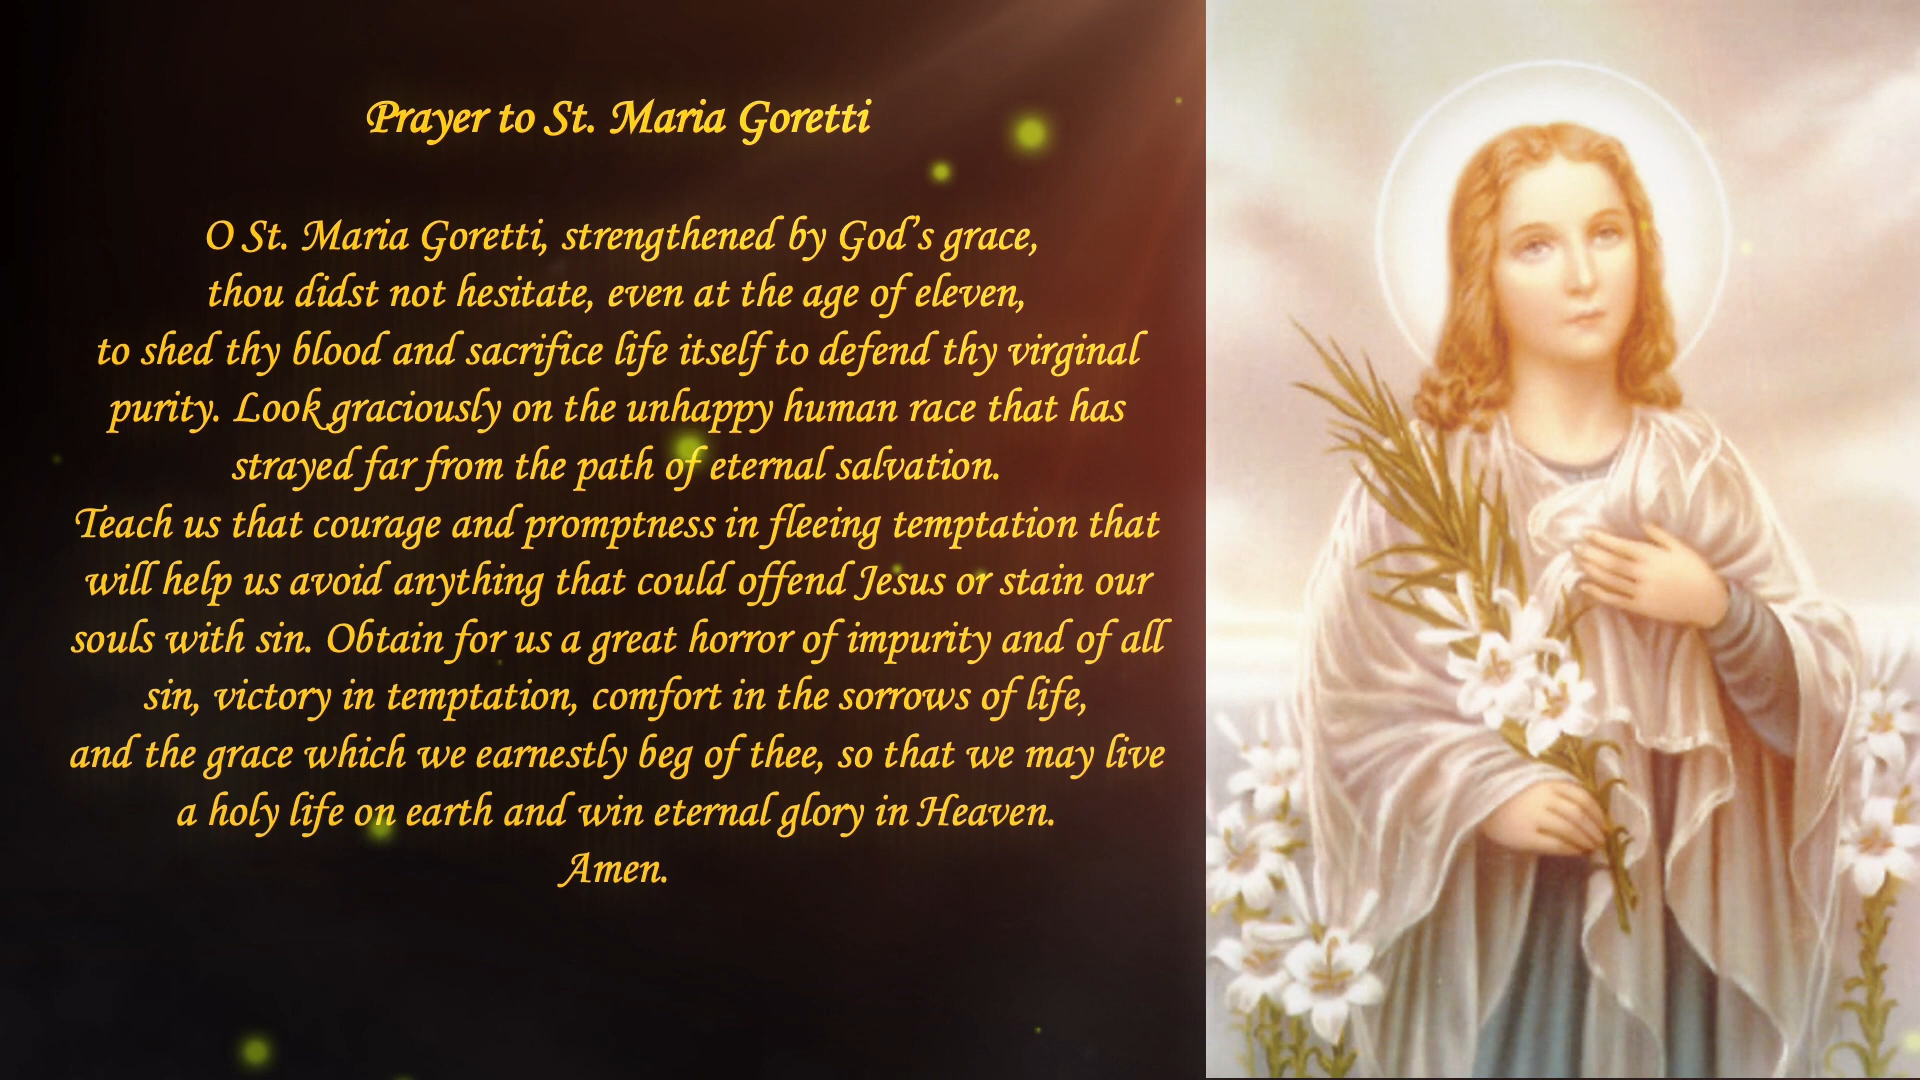 Prayer to St. Maria Goretti
O St. Maria Goretti, strengthened by God’s grace,
thou didst not hesitate, even at the age of eleven,
to shed thy blood and sacrifice life itself to defend thy virginal
purity. Look graciously on the unhappy human race that has
strayed far from the path of eternal salvation.
Teach us that courage and promptness in fleeing temptation that
will help us avoid anything that could offend Jesus or stain our
souls with sin. Obtain for us a great horror of impurity and of all
sin, victory in temptation, comfort in the sorrows of life,
and the grace which we earnestly beg of thee, so that we may live
a holy life on earth and win eternal glory in Heaven.
Amen.